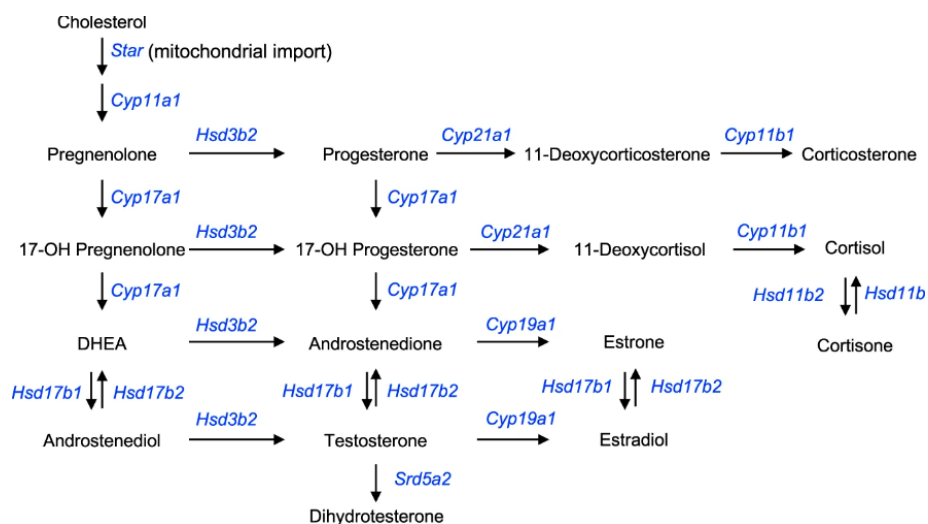 Cholesterol
Star (mitochondrial import)
Cyp11a1
Hsd3b2 Cyp21a1 Cyp11b1
Pregnenolone Progesterone 11-Deoxycorticosterone Corticosterone
Cyp17a1 Cyp17a1
Hsd3b2 Cyp21a1 Cyp11b1
17-OH Pregnenolone 17-OH Progesterone 11-Deoxycortisol Cortisol
Cyp17a1 Cyp17a1 Hsd11b2 Hsd11b
Hsd3b2 Cyp19a1
DHEA Androstenedione Estrone Cortisone
Hsd17b1 Hsd17b2 Hsd17b1 Hsd17b2 Hsd17b1 Hsd17b2
Hsd3b2 Cyp19a1
Androstenediol Testosterone Estradiol
Srd5a2
Dihydrotesterone